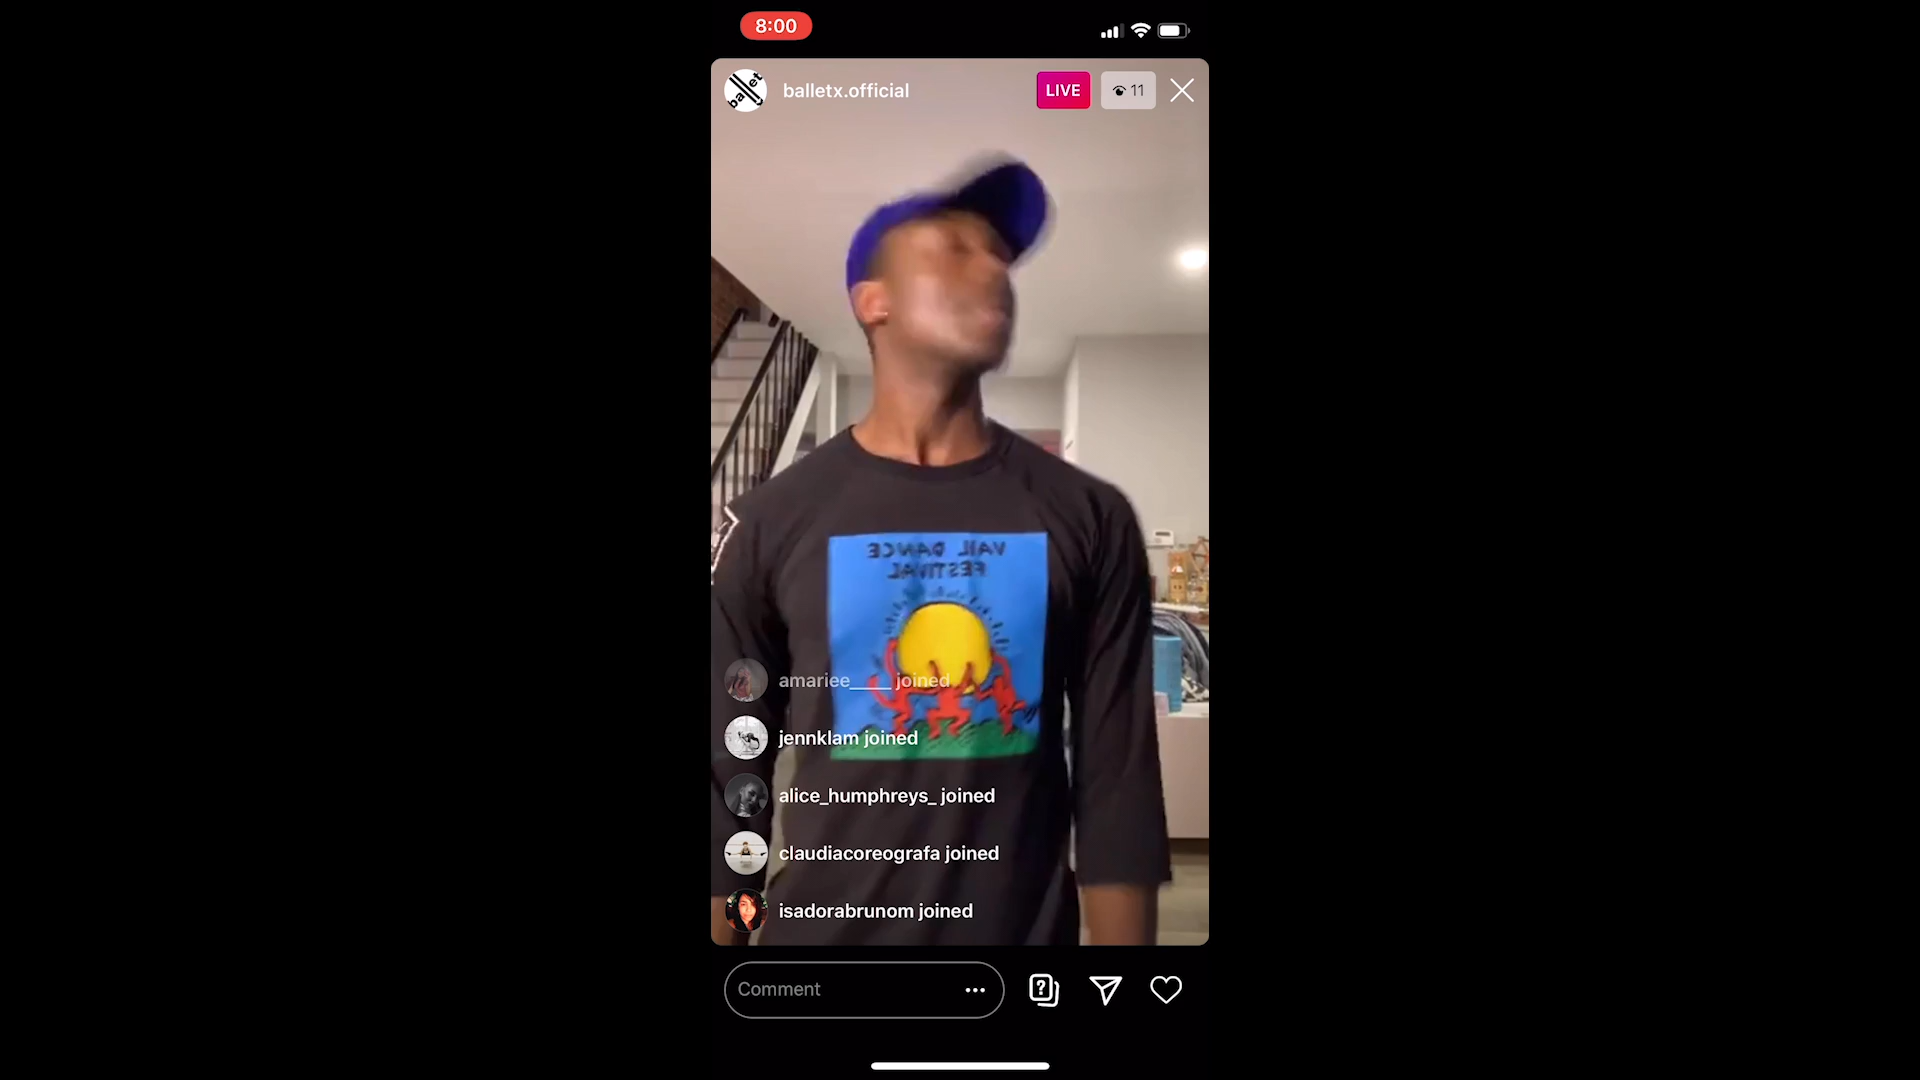 8:00
balletx.official
LIVE
11
VAIL DANCE
FESTIVAL
amariee____ joined
jennklam joined
alice_humphreys_ joined
claudiacoreografa joined
isadorabrunom joined
Comment